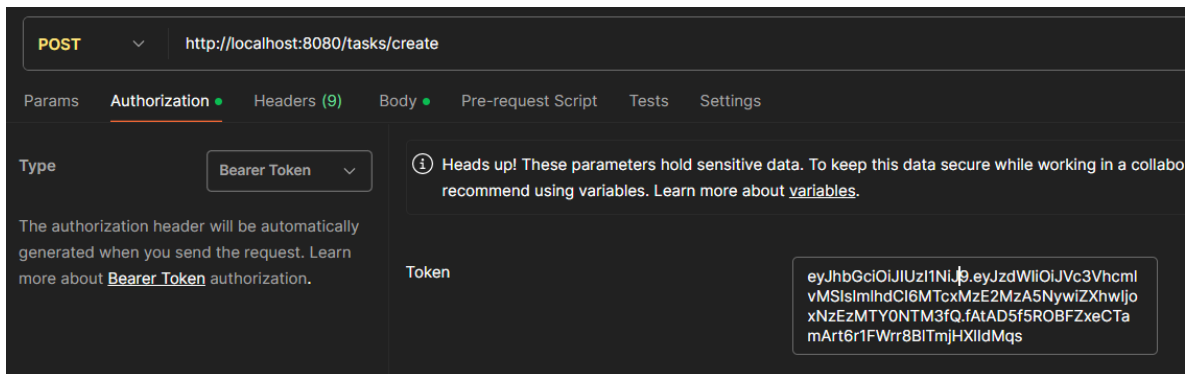 POST http://localhost:8080/tasks/create
Params Authorization Headers (9) Body Pre-request Script Tests Settings
Type
Bearer Token
The authorization header will be automatically
generated when you send the request. Learn
more about Bearer Token authorization.
Heads up! These parameters hold sensitive data. To keep this data secure while working in a collabo
recommend using variables. Learn more about variables.
Token
eyJhbGciOiJIUzI1NiJ9.eyJzdWIiOiJVc3Vhcml
vMSIsImlhdCI6MTcxMzE2MzA5NywiZXhwIjo
xNzEzMTY0NTM3fQ.fAtAD5f5ROBFZxeCTa
mArt6r1FWrr8BlTmjHXlIdMqs